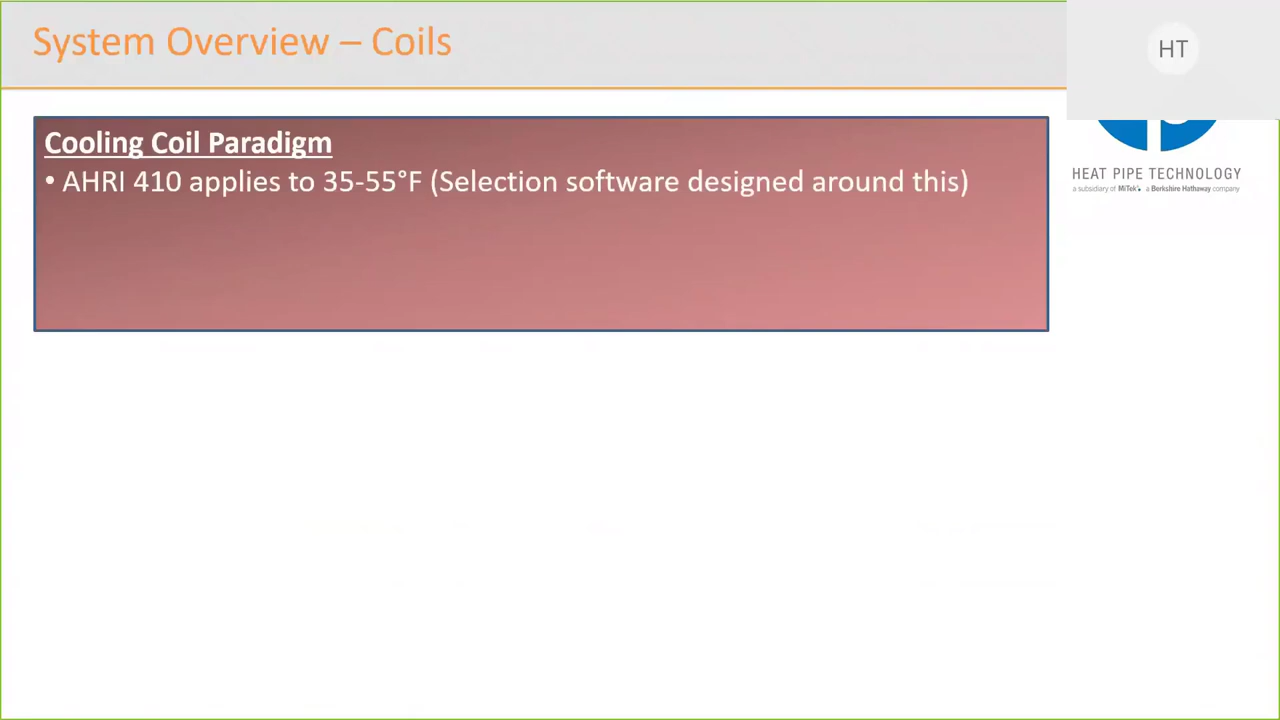 System Overview – Coils
HT
Cooling Coil Paradigm
• AHRI 410 applies to 35-55°F (Selection software designed around this)
HEAT PIPE TECHNOLOGY
a subsidiary of MiTek® a Berkshire Hathaway company